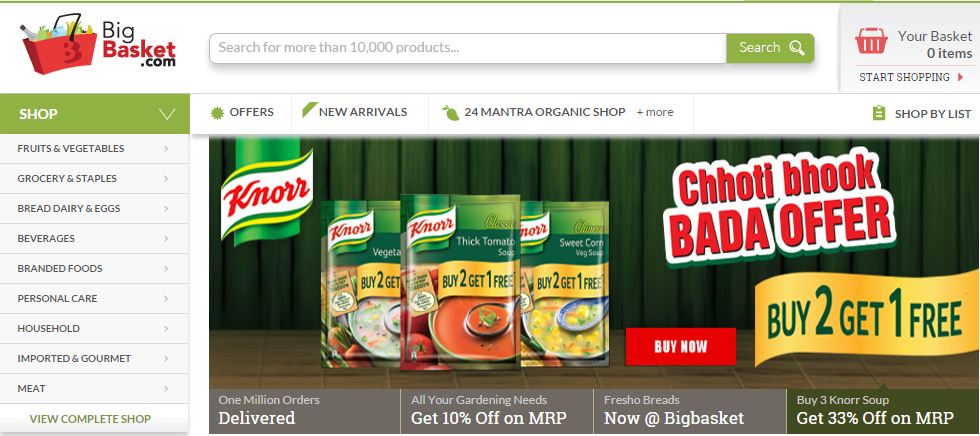 Big
Basket
.com
Search for more than 10,000 products...
Search
Your Basket
0 items
START SHOPPING
SHOP
OFFERS
NEW ARRIVALS
24 MANTRA ORGANIC SHOP + more
SHOP BY LIST
FRUITS & VEGETABLES
GROCERY & STAPLES
BREAD DAIRY & EGGS
BEVERAGES
BRANDED FOODS
PERSONAL CARE
HOUSEHOLD
IMPORTED & GOURMET
MEAT
VIEW COMPLETE SHOP
Knorr
Knorr
Vegeta
BUY 2 GET
Knorr
Classic
Thick Tomato
Soup
BUY 2 GET 1 FREE
norr
Chinese
Sweet Corn
Veg Soup
BUY 2 GET 1 FREE
Chhoti bhook
BADA OFFER
BUY 2 GET 1 FREE
BUY NOW
One Million Orders
Delivered
All Your Gardening Needs
Get 10% Off on MRP
Fresho Breads
Now @ Bigbasket
Buy 3 Knorr Soup
Get 33% Off on MRP